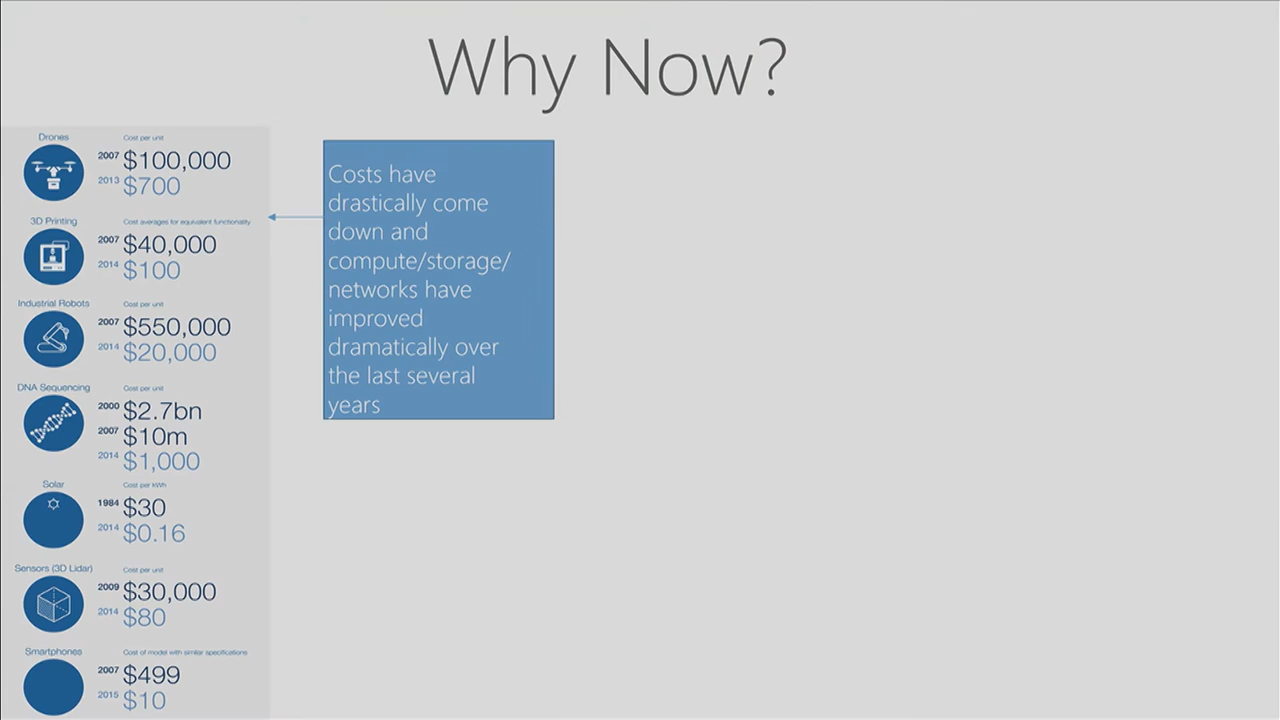 Why Now?
Drones
Cost per unit
2007 $100,000
2013 $700
3D Printing
Cost averages for equivalent functionality
2007 $40,000
2014 $100
Industrial Robots
Cost per unit
2007 $550,000
2014 $20,000
DNA Sequencing
Cost per unit
2000 $2.7bn
2007 $10m
2014 $1,000
Solar
Cost per kWh
1984 $30
2014 $0.16
Sensors (3D Lidar)
Cost per unit
2009 $30,000
2014 $80
Smartphones
Cost of model with similar specifications
2007 $499
2015 $10
Costs have
drastically come
down and
compute/storage/
networks have
improved
dramatically over
the last several
years